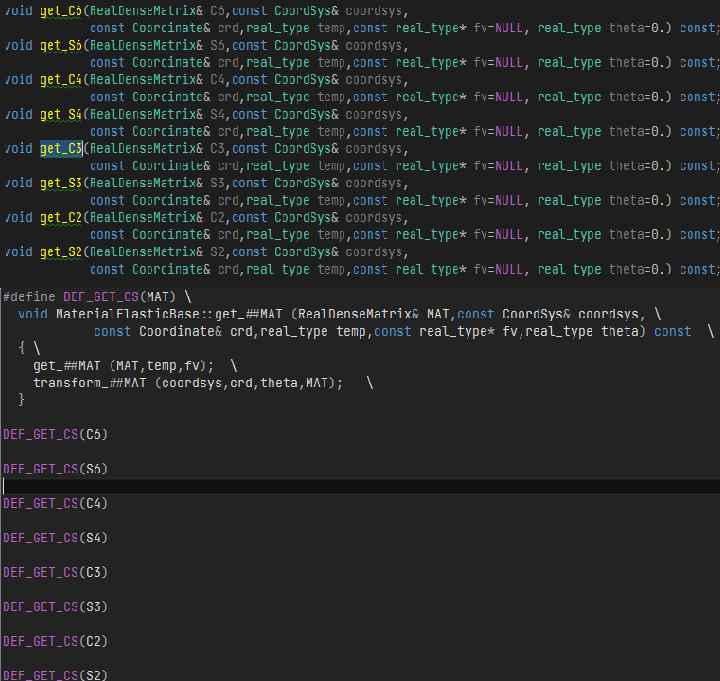 void get_C6(RealDenseMatrix& C6,const CoordSys& coordsys,
const Coordinate& crd,real_type temp,const real_type* fv=NULL, real_type theta=0.) const;
void get_S6(RealDenseMatrix& S6,const CoordSys& coordsys,
const Coordinate& crd,real_type temp,const real_type* fv=NULL, real_type theta=0.) const;
void get_C4(RealDenseMatrix& C4,const CoordSys& coordsys,
const Coordinate& crd,real_type temp,const real_type* fv=NULL, real_type theta=0.) const;
void get_S4(RealDenseMatrix& S4,const CoordSys& coordsys,
const Coordinate& crd,real_type temp,const real_type* fv=NULL, real_type theta=0.) const;
void get_C3(RealDenseMatrix& C3,const CoordSys& coordsys,
const Coordinate& crd,real_type temp,const real_type* fv=NULL, real_type theta=0.) const;
void get_S3(RealDenseMatrix& S3,const CoordSys& coordsys,
const Coordinate& crd,real_type temp,const real_type* fv=NULL, real_type theta=0.) const;
void get_C2(RealDenseMatrix& C2,const CoordSys& coordsys,
const Coordinate& crd,real_type temp,const real_type* fv=NULL, real_type theta=0.) const;
void get_S2(RealDenseMatrix& S2,const CoordSys& coordsys,
const Coordinate& crd,real_type temp,const real_type* fv=NULL, real_type theta=0.) const;
#define DEF_GET_CS(MAT) \
void MaterialElasticBase::get_##MAT (RealDenseMatrix& MAT,const CoordSys& coordsys, \
const Coordinate& crd,real_type temp,const real_type* fv,real_type theta) const \
{ \
get_##MAT (MAT,temp,fv); \
transform_##MAT (coordsys,crd,theta,MAT); \
}
DEF_GET_CS(C6)
DEF_GET_CS(S6)
DEF_GET_CS(C4)
DEF_GET_CS(S4)
DEF_GET_CS(C3)
DEF_GET_CS(S3)
DEF_GET_CS(C2)
DEF_GET_CS(S2)